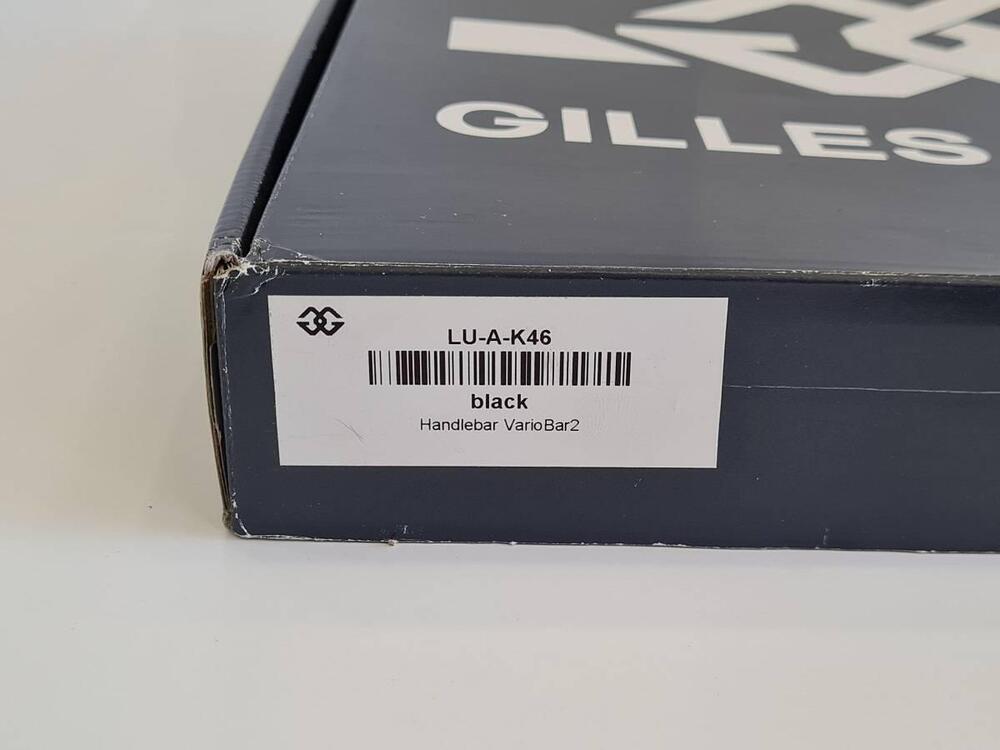 GILLES
LU-A-K46
black
Handlebar VarioBar2